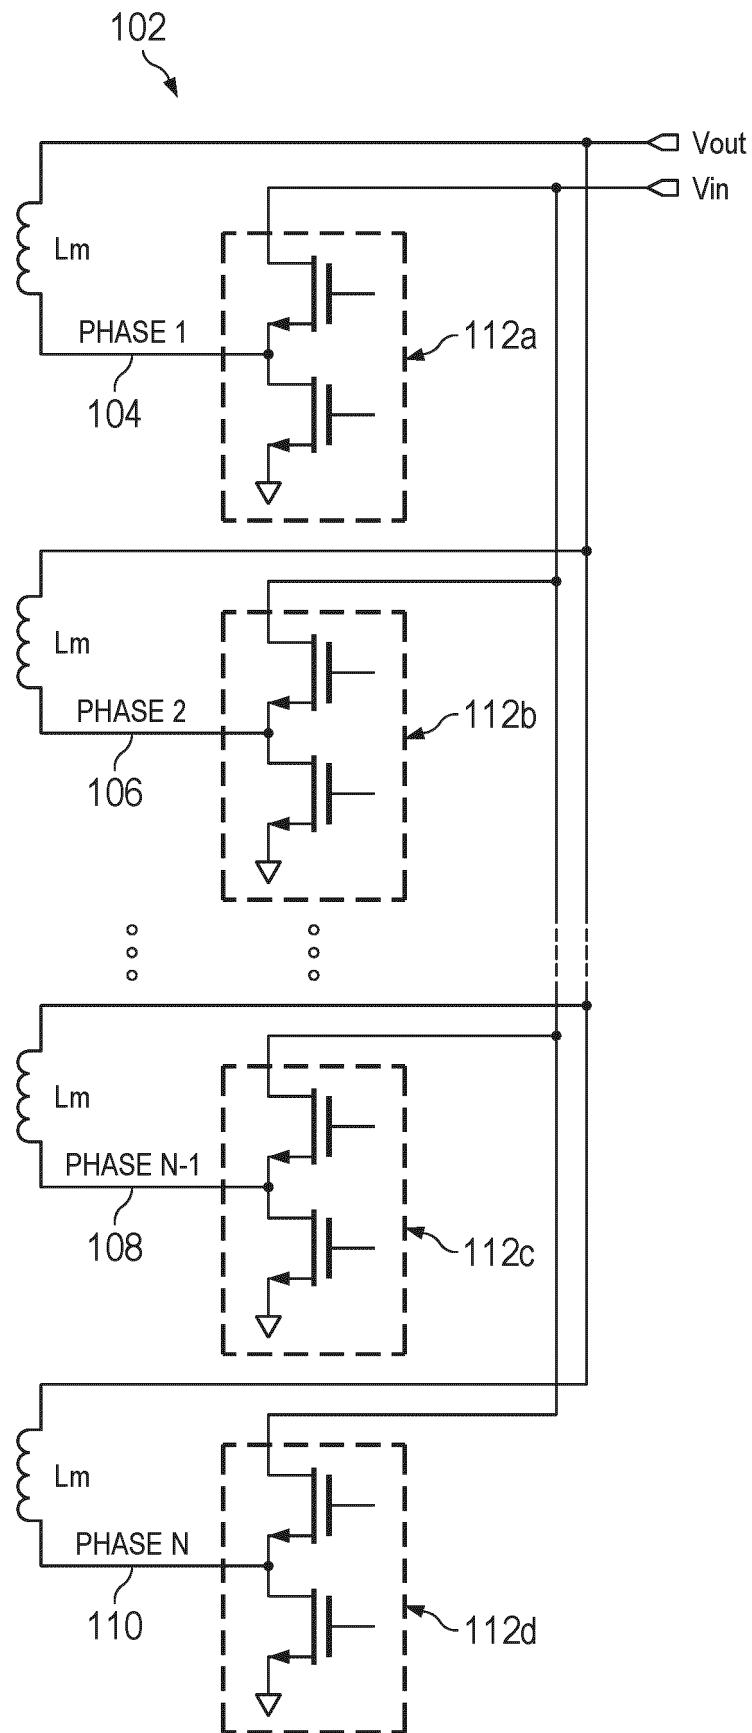 102
Vout
Vin
Lm
PHASE 1
104
112a
Lm
PHASE 2
106
112b
Lm
PHASE N-1
108
112c
Lm
PHASE N
110
112d